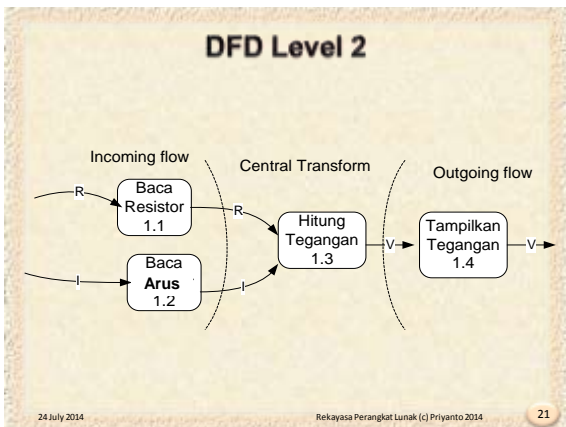 DFD Level 2
Incoming flow
Central Transform
Outgoing flow
R
Baca
Resistor
1.1
R
I
Baca
Arus
1.2
I
Hitung
Tegangan
1.3
V
Tampilkan
Tegangan
1.4
V
24 July 2014
Rekayasa Perangkat Lunak (c) Priyanto 2014
21